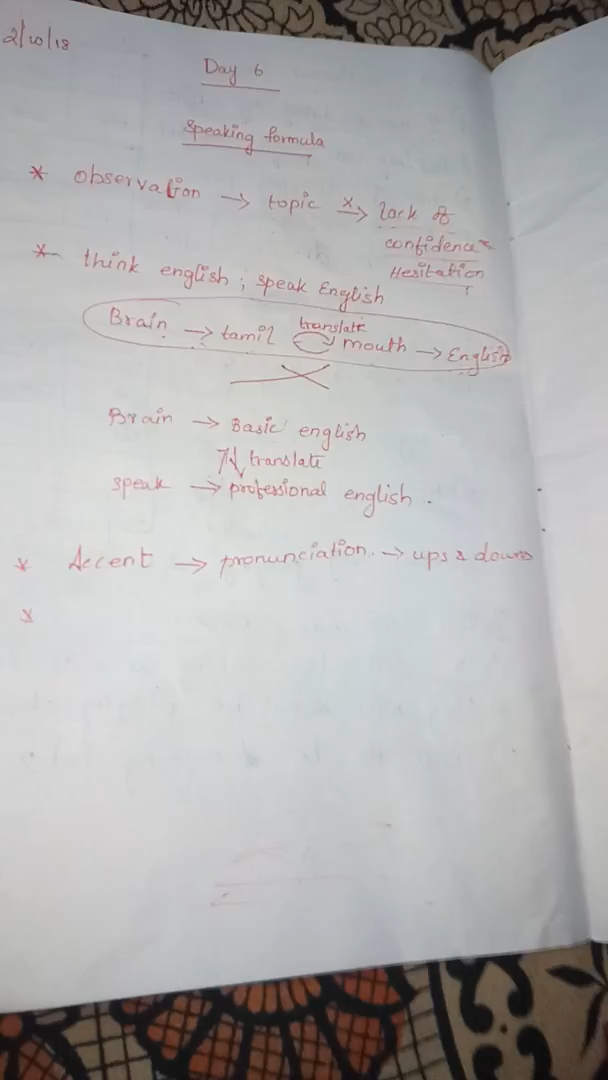 2/10/18
Day 6
Speaking formula
* observation → topic x→ lack of
confidence
Hesitation
* think english ; speak English
Brain → tamil translate mouth → English
Brain → Basic english
translate
speak → professional english .
* Accent → pronunciation → ups & downs
*